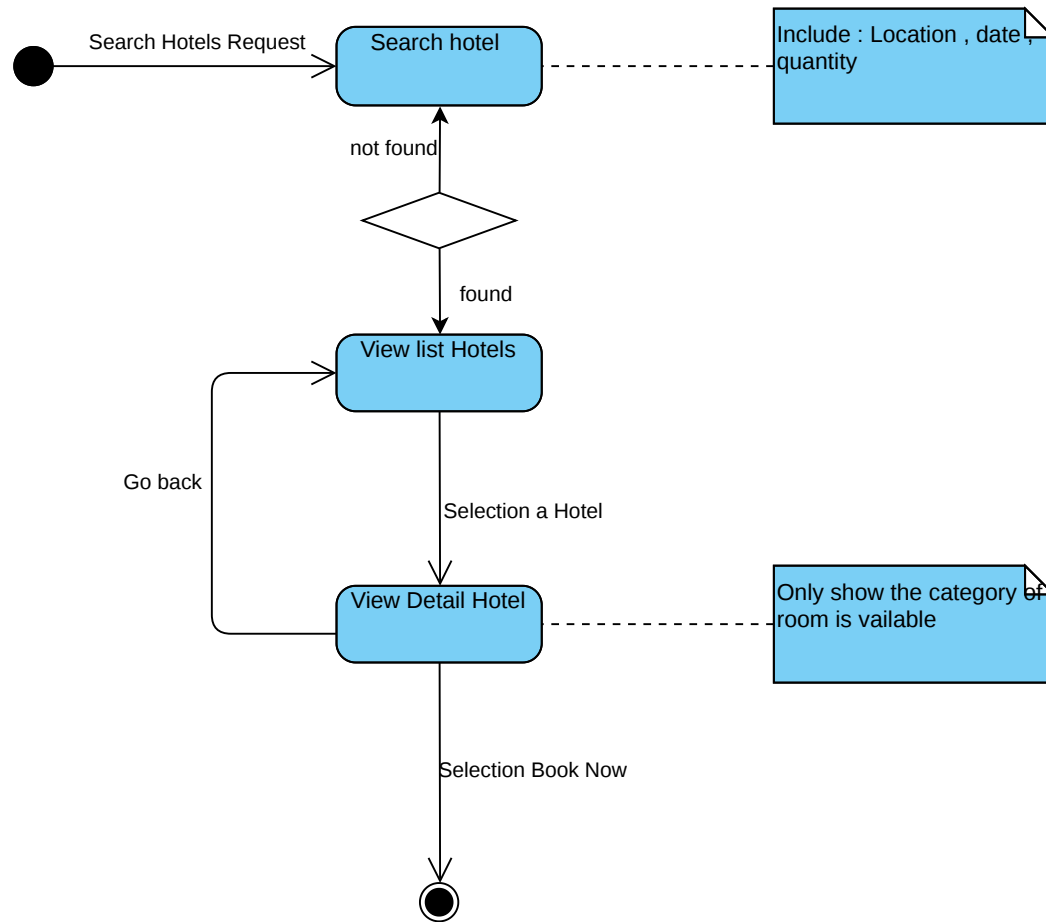 Search Hotels Request
Search hotel
Include : Location , date ,
quantity
not found
found
View list Hotels
Go back
Selection a Hotel
View Detail Hotel
Only show the category of
room is vailable
Selection Book Now